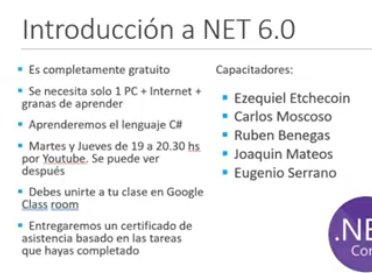 Introducción a NET 6.0
Es completamente gratuito
Se necesita solo 1 PC + Internet +
granas de aprender
Aprenderemos el lenguaje C#
Martes y Jueves de 19 a 20.30 hs
por Youtube. Se puede ver
después
Debes unirte a tu clase en Google
Class room
Entregaremos un certificado de
asistencia basado en las tareas
que hayas completado
Capacitadores:
Ezequiel Etchecoin
Carlos Moscoso
Ruben Benegas
Joaquin Mateos
Eugenio Serrano
.NE
Cor